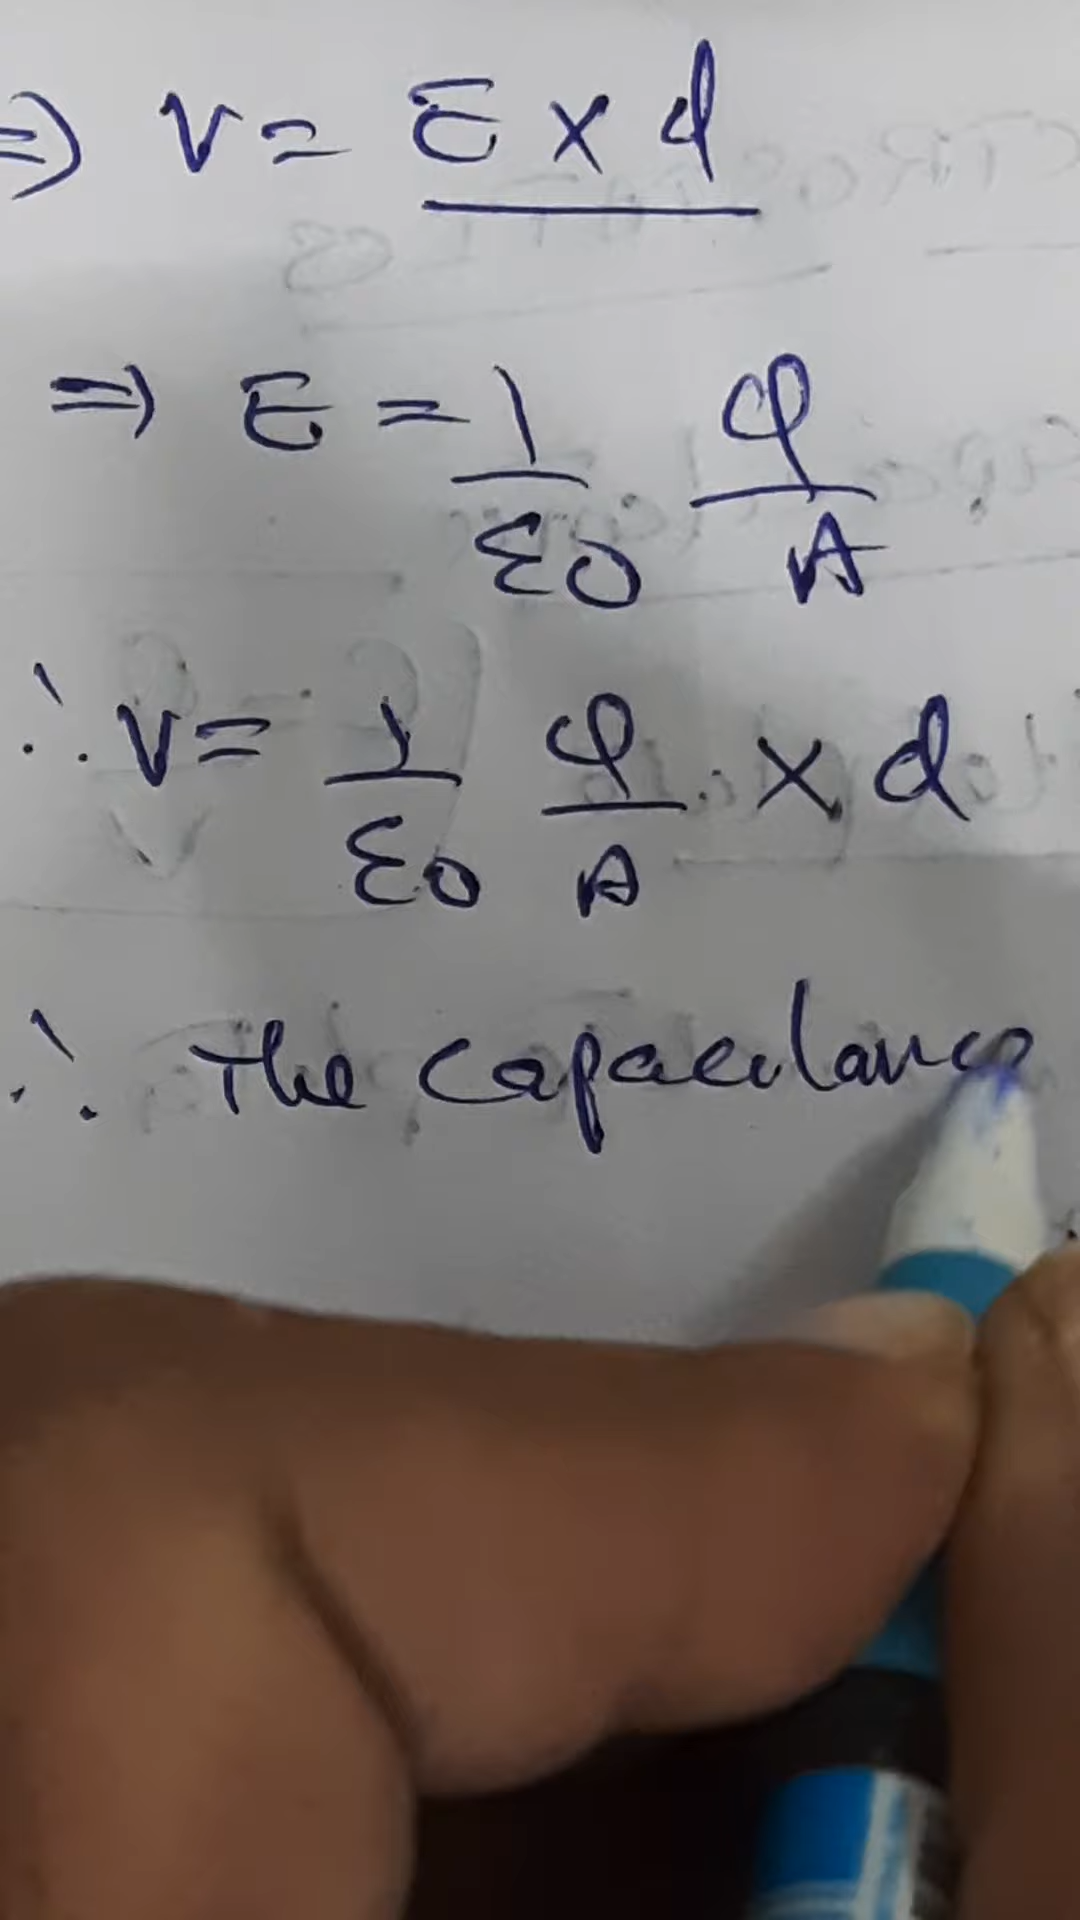 ⇒ V = E × d
⇒ E = 1/ε0 · φ/A
∴ V = 1/ε0 φ/A · × d
∴ The Capacitance